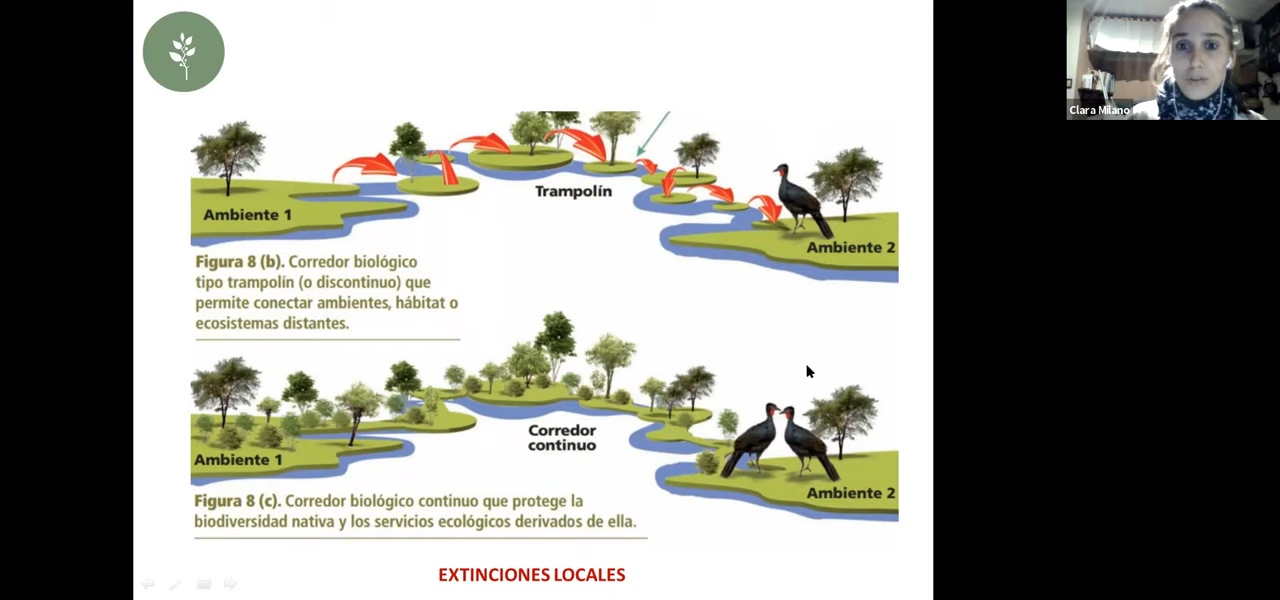 Clara Milano
Trampolín
Ambiente 1
Ambiente 2
Figura 8 (b). Corredor biológico
tipo trampolín (o discontinuo) que
permite conectar ambientes, hábitat o
ecosistemas distantes.
Corredor
continuo
Ambiente 1
Ambiente 2
Figura 8 (c). Corredor biológico continuo que protege la
biodiversidad nativa y los servicios ecológicos derivados de ella.
EXTINCIONES LOCALES